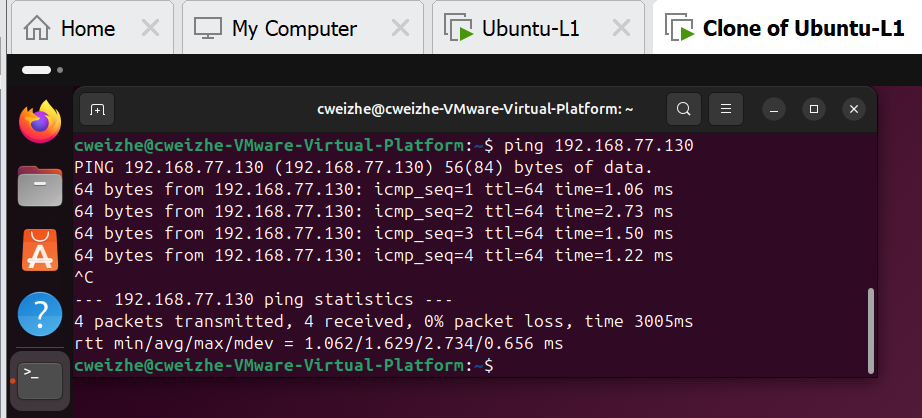 Home My Computer Ubuntu-L1 Clone of Ubuntu-L1
cweizhe@cweizhe-VMware-Virtual-Platform: ~
cweizhe@cweizhe-VMware-Virtual-Platform:~$ ping 192.168.77.130
PING 192.168.77.130 (192.168.77.130) 56(84) bytes of data.
64 bytes from 192.168.77.130: icmp_seq=1 ttl=64 time=1.06 ms
64 bytes from 192.168.77.130: icmp_seq=2 ttl=64 time=2.73 ms
64 bytes from 192.168.77.130: icmp_seq=3 ttl=64 time=1.50 ms
64 bytes from 192.168.77.130: icmp_seq=4 ttl=64 time=1.22 ms
^C
--- 192.168.77.130 ping statistics ---
4 packets transmitted, 4 received, 0% packet loss, time 3005ms
rtt min/avg/max/mdev = 1.062/1.629/2.734/0.656 ms
cweizhe@cweizhe-VMware-Virtual-Platform:~$